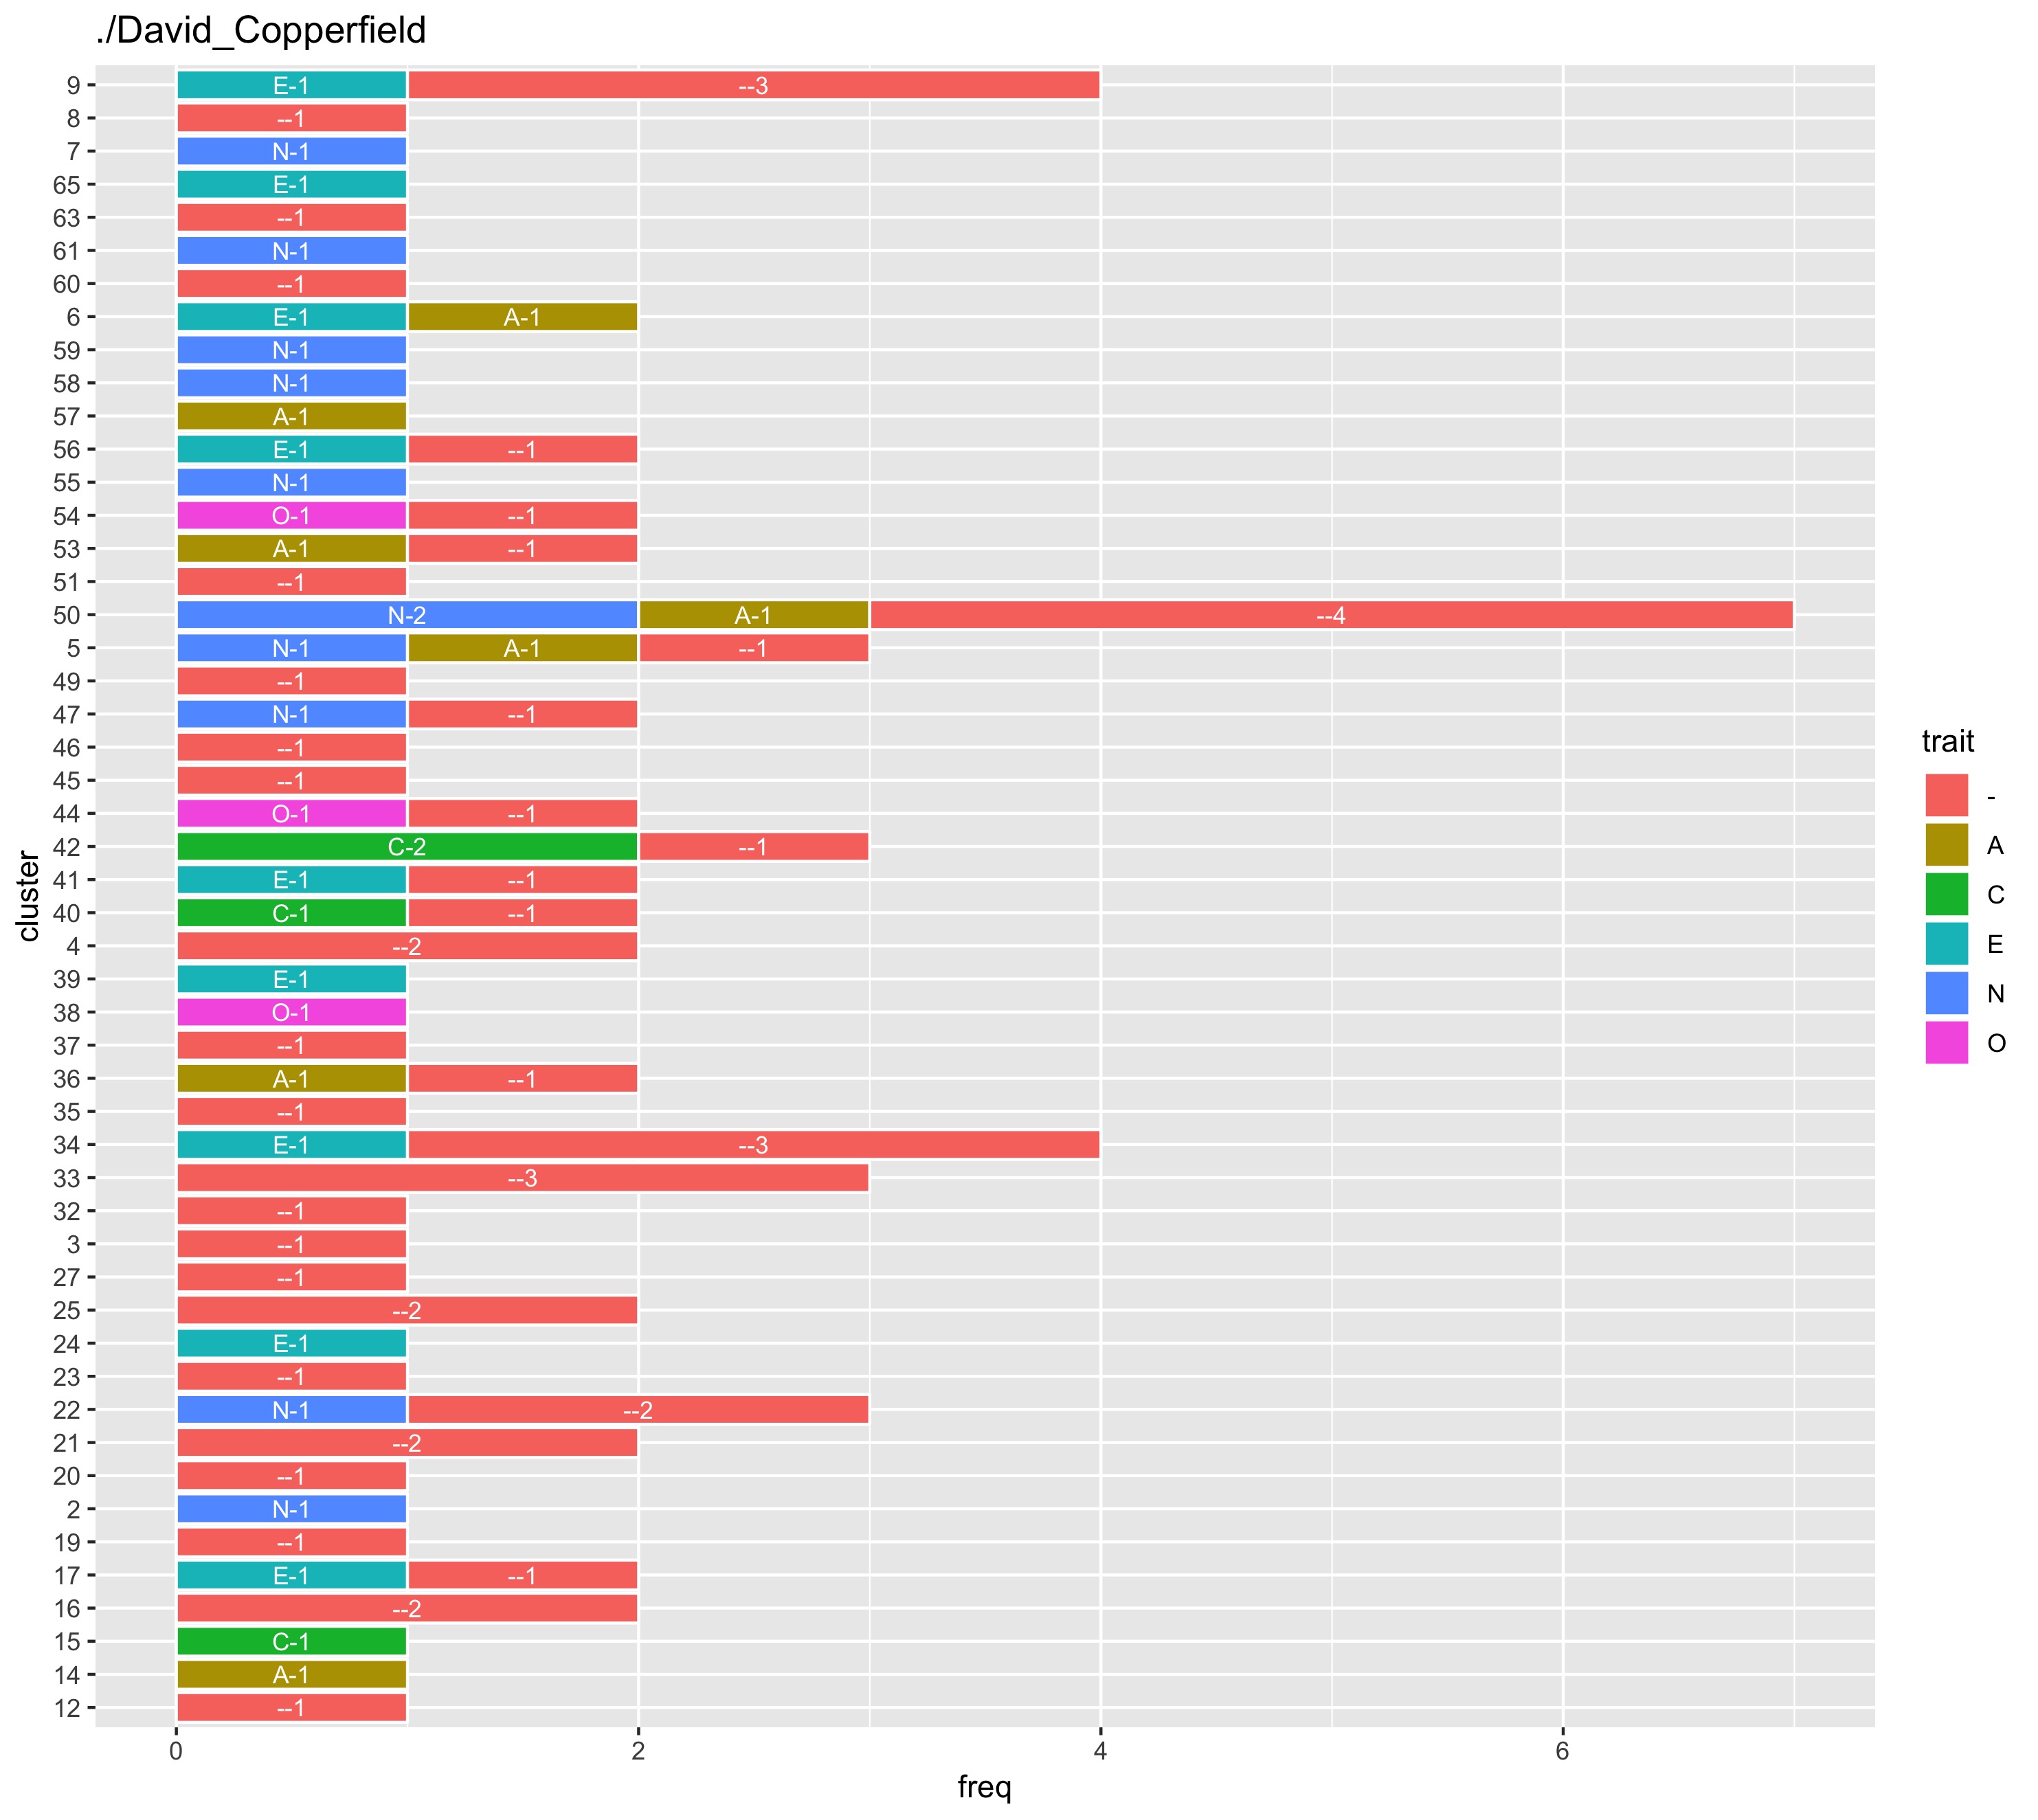 ./David_Copperfield
9 E-1 --3
8 --1
7 N-1
65 E-1
63 --1
61 N-1
60 --1
6 E-1 A-1
59 N-1
58 N-1
57 A-1
56 E-1 --1
55 N-1
54 O-1 --1
53 A-1 --1
51 --1
50 N-2 A-1 --4
5 N-1 A-1 --1
49 --1
47 N-1 --1
46 --1
45 --1
44 O-1 --1
42 C-2 --1
41 E-1 --1
40 C-1 --1
4 --2
39 E-1
38 O-1
37 --1
36 A-1 --1
35 --1
34 E-1 --3
33 --3
32 --1
3 --1
27 --1
25 --2
24 E-1
23 --1
22 N-1 --2
21 --2
20 --1
2 N-1
19 --1
17 E-1 --1
16 --2
15 C-1
14 A-1
12 --1
0 2 4 6
freq
cluster
trait
-
A
C
E
N
O